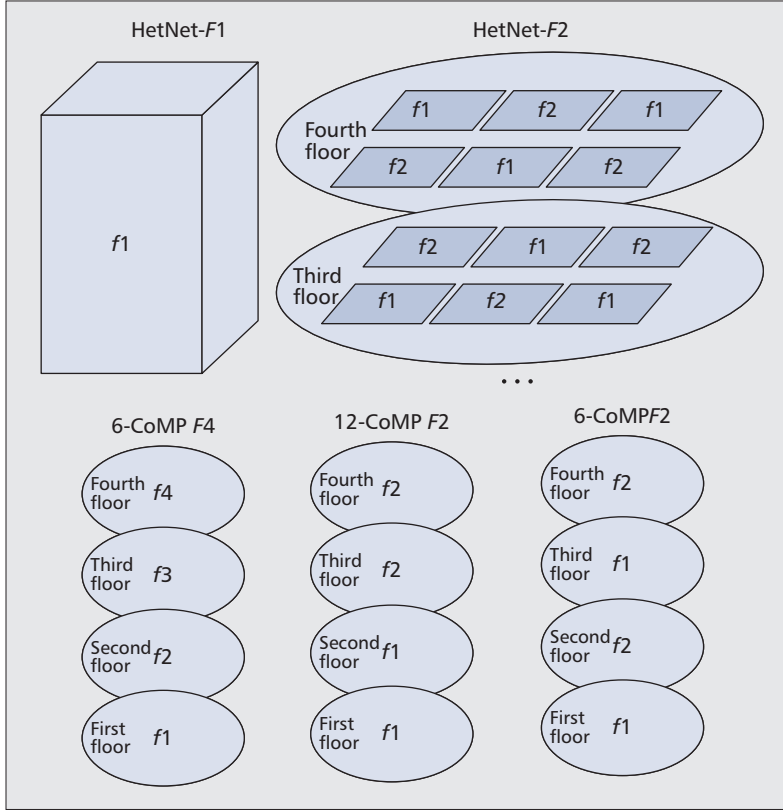 HetNet-F1
HetNet-F2
f1
Fourth
floor
f1 f2 f1
f2 f1 f2
Third
floor
f2 f1 f2
f1 f2 f1
...
6-CoMP F4
Fourth
floor f4
Third
floor f3
Second
floor f2
First
floor f1
12-CoMP F2
Fourth
floor f2
Third
floor f2
Second
floor f1
First
floor f1
6-CoMPF2
Fourth
floor f2
Third
floor f1
Second
floor f2
First
floor f1